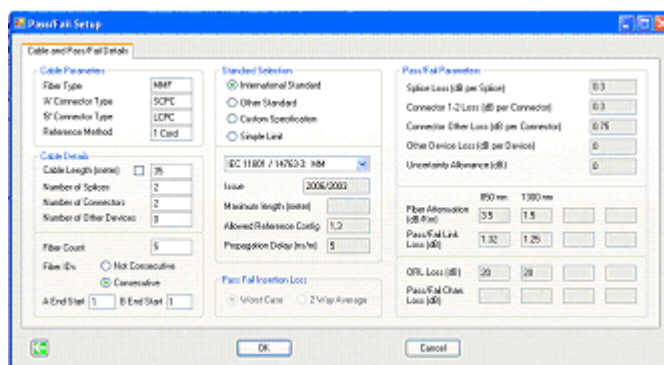 Pass/Fail Setup
Cable and Pass/Fail Details
Cable Parameters
Fiber Type MMF
'A' Connector Type SCPC
'B' Connector Type LCPC
Reference Method 1 Cord
Cable Details
Cable Length (meter) 35
Number of Splices 2
Number of Connectors 2
Number of Other Devices 0
Fiber Count 5
Fiber IDs Not Consecutive
Consecutive
A End Start 1 B End Start 1
Standard Selection
International Standard
Other Standard
Custom Specification
Simple Limit
IEC 11801 / 14763-3: MM
Issue 2006/2003
Maximum length (meter)
Allowed Reference Config 1,3
Propagation Delay (ns/m) 5
Pass Fail Insertion Loss
Worst Case 2 Way Average
Pass/Fail Parameters
Splice Loss (dB per Splice) 0.3
Connector 1-2 Loss (dB per Connector) 0.3
Connector Other Loss (dB per Connector) 0.75
Other Device Loss (dB per Device) 0
Uncertainty Allowance (dB) 0
850 nm 1300 nm
Fiber Attenuation
(dB/Km) 3.5 1.5
Pass/Fail Link
Loss (dB) 1.32 1.25
ORL Loss (dB) 20 20
Pass/Fail Chan.
Loss (dB)
OK Cancel